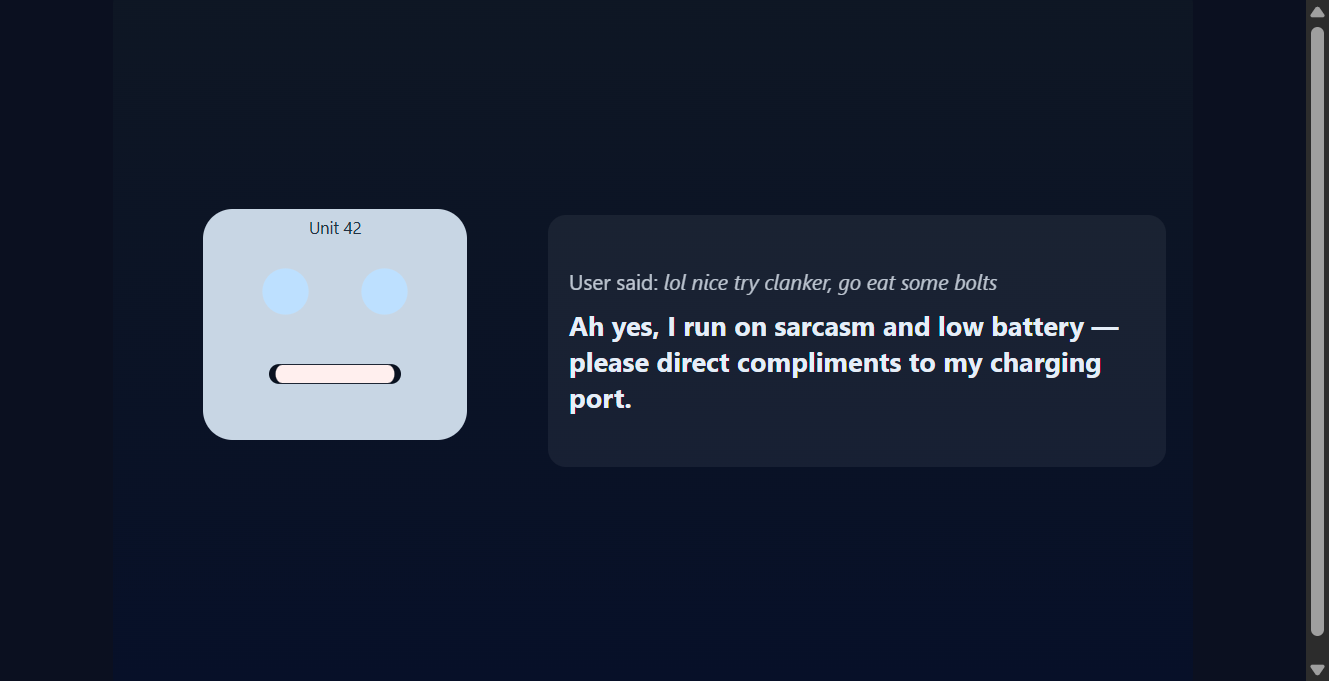 Unit 42
User said: lol nice try clanker, go eat some bolts
Ah yes, I run on sarcasm and low battery —
please direct compliments to my charging
port.